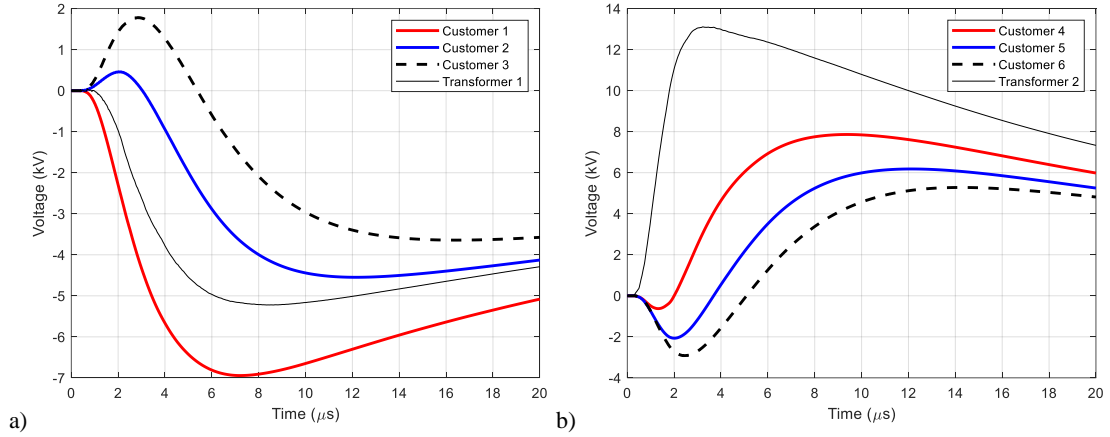 2
1
0
-1
-2
-3
-4
-5
-6
-7
Voltage (kV)
0 2 4 6 8 10 12 14 16 18 20
Time (μs)
Customer 1
Customer 2
Customer 3
Transformer 1
a)
14
12
10
8
6
4
2
0
-2
-4
Voltage (kV)
0 2 4 6 8 10 12 14 16 18 20
Time (μs)
Customer 4
Customer 5
Customer 6
Transformer 2
b)